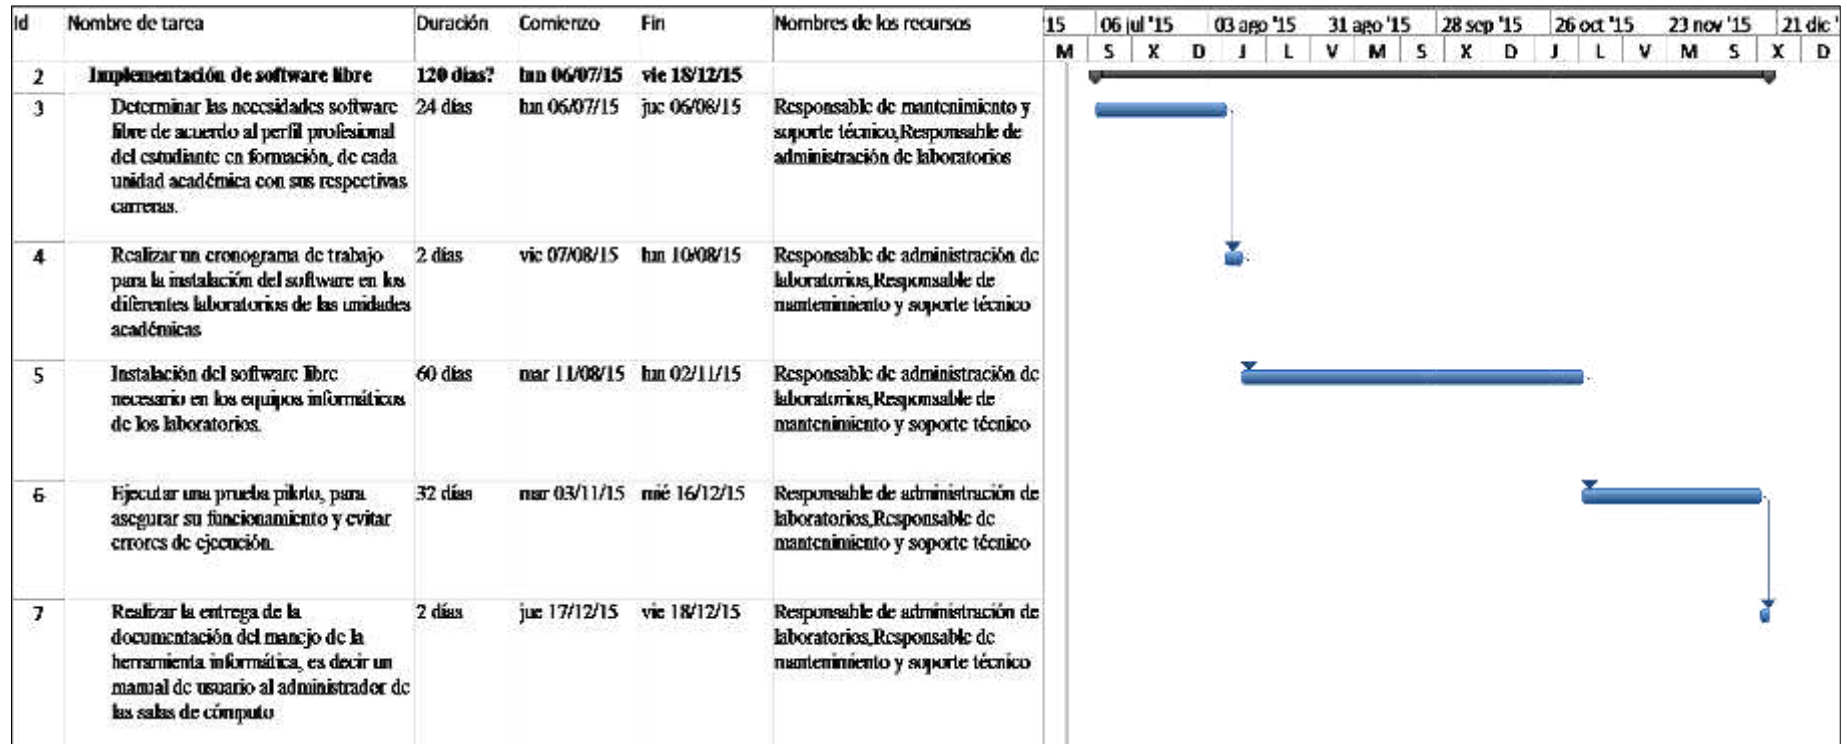 Id Nombre de tarea Duración Comienzo Fin Nombres de los recursos 15 06 jul '15 03 ago '15 31 ago '15 28 sep '15 26 oct '15 23 nov '15 21 dic '1
M S X D J L V M S X D J L V M S X D
2 Implementación de software libre 120 días? lun 06/07/15 vie 18/12/15
3 Determinar las necesidades software 24 días lun 06/07/15 jue 06/08/15 Responsable de mantenimiento y
libre de acuerdo al perfil profesional soporte técnico,Responsable de
del estudiante en formación, de cada administración de laboratorios
unidad académica con sus respectivas
carreras.
4 Realizar un cronograma de trabajo 2 días vie 07/08/15 lun 10/08/15 Responsable de administración de
para la instalación del software en los laboratorios,Responsable de
diferentes laboratorios de las unidades mantenimiento y soporte técnico
académicas
5 Instalación del software libre 60 días mar 11/08/15 lun 02/11/15 Responsable de administración de
necesario en los equipos informáticos laboratorios,Responsable de
de los laboratorios. mantenimiento y soporte técnico
6 Ejecutar una prueba piloto, para 32 días mar 03/11/15 mié 16/12/15 Responsable de administración de
asegurar su funcionamiento y evitar laboratorios,Responsable de
errores de ejecución. mantenimiento y soporte técnico
7 Realizar la entrega de la 2 días jue 17/12/15 vie 18/12/15 Responsable de administración de
documentación del manejo de la laboratorios,Responsable de
herramienta informática, es decir un mantenimiento y soporte técnico
manual de usuario al administrador de
las salas de cómputo